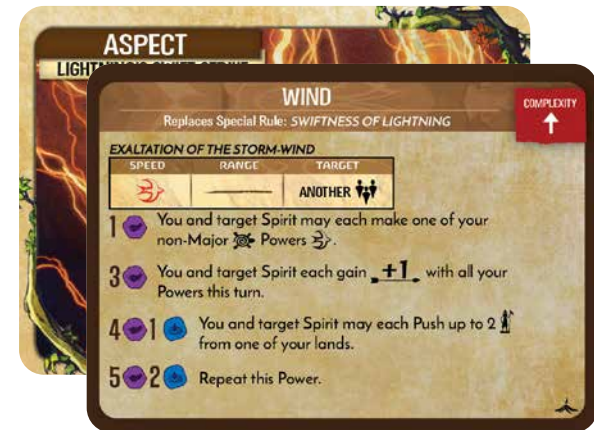 ASPECT
WIND
COMPLEXITY
Replaces Special Rule: SWIFTNESS OF LIGHTNING
EXALTATION OF THE STORM-WIND
SPEED RANGE TARGET
ANOTHER
1 You and target Spirit may each make one of your
non-Major Powers .
3 You and target Spirit each gain +1 with all your
Powers this turn.
4 1 You and target Spirit may each Push up to 2
from one of your lands.
5 2 Repeat this Power.